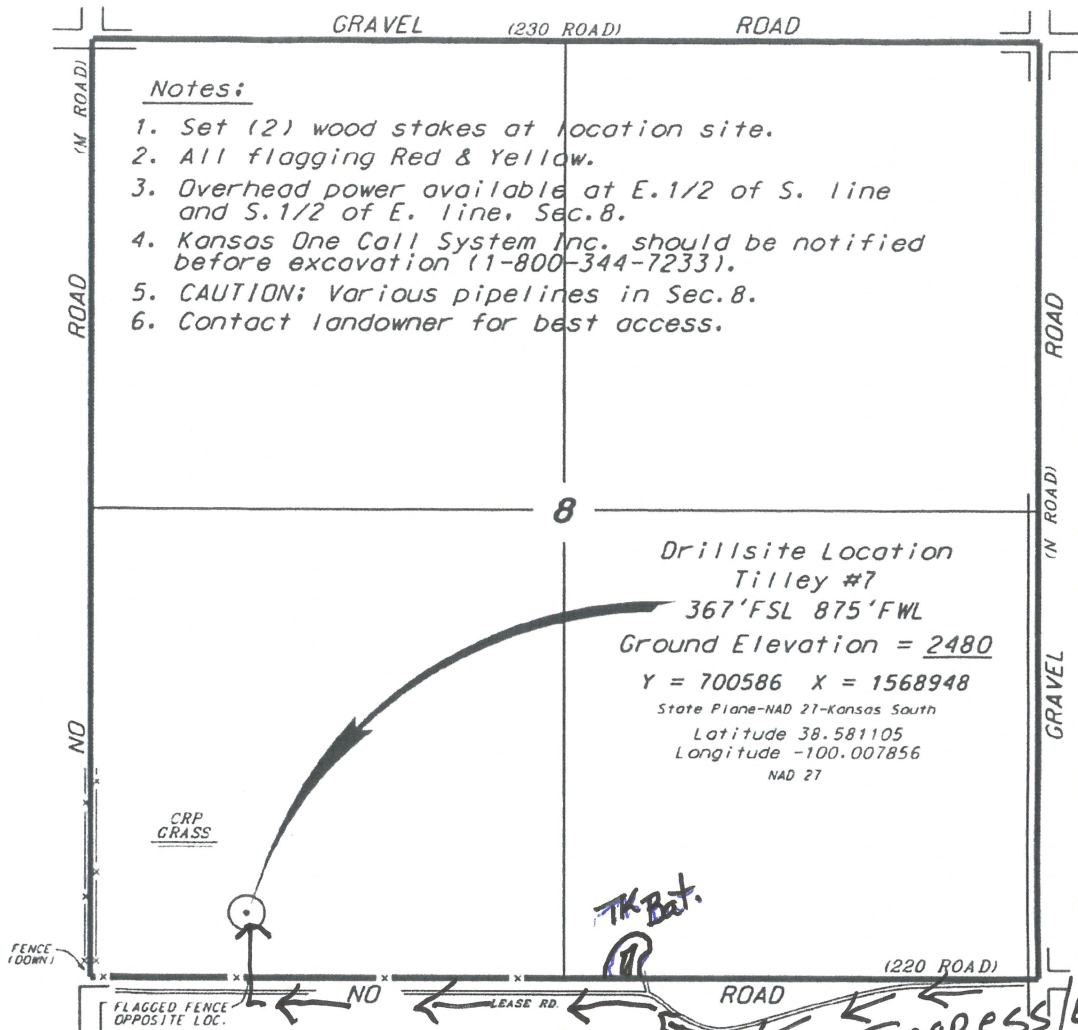 GRAVEL (230 ROAD) ROAD
(M ROAD)
Notes:
1. Set (2) wood stakes at location site.
2. All flagging Red & Yellow.
3. Overhead power available at E.1/2 of S. line
and S.1/2 of E. line, Sec.8.
4. Kansas One Call System Inc. should be notified
before excavation (1-800-344-7233).
5. CAUTION: Various pipelines in Sec.8.
6. Contact landowner for best access.
ROAD
ROAD
8
(N ROAD)
Drillsite Location
Tilley #7
367'FSL 875'FWL
Ground Elevation = 2480
Y = 700586 X = 1568948
State Plane-NAD 27-Kansas South
Latitude 38.581105
Longitude -100.007856
NAD 27
GRAVEL
NO
CRP
GRASS
TK Bat.
FENCE
(DOWN)
(220 ROAD)
NO LEASE RD. ROAD
FLAGGED FENCE
OPPOSITE LOC.